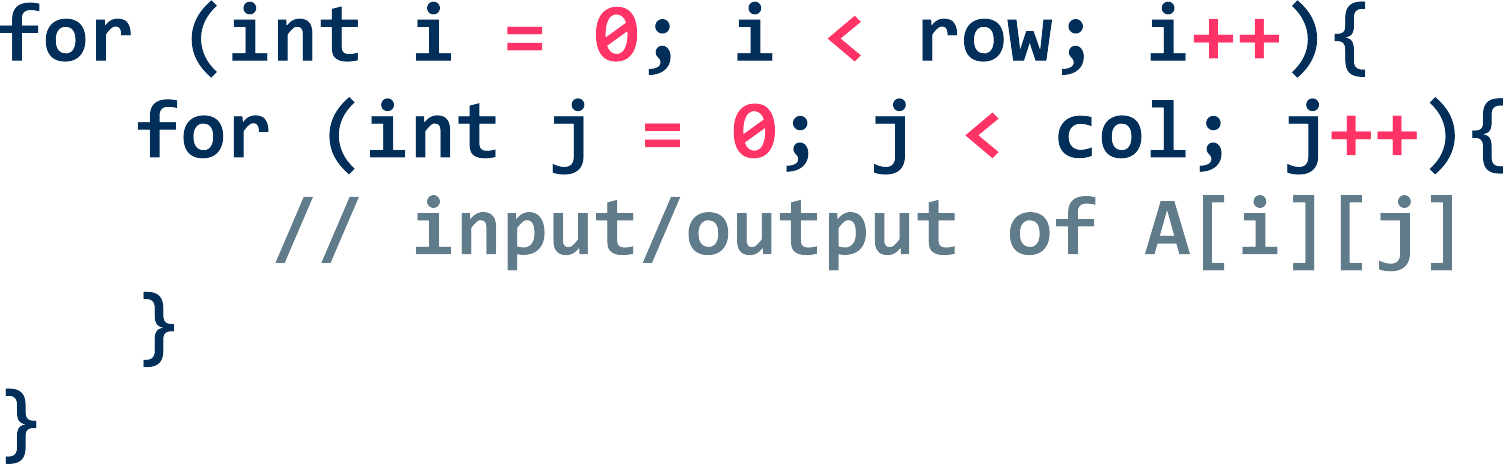 for (int i = 0; i < row; i++){
for (int j = 0; j < col; j++){
// input/output of A[i][j]
}
}